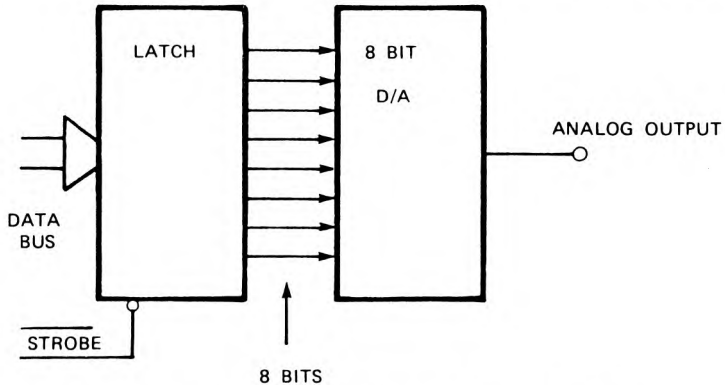 LATCH
8 BIT
D/A
ANALOG OUTPUT
DATA
BUS
STROBE
8 BITS